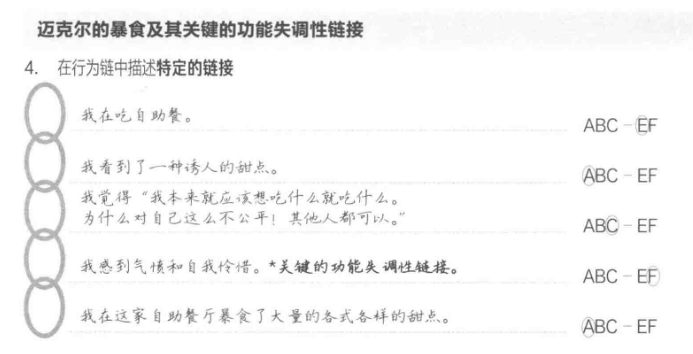 迈克尔的暴食及其关键的功能失调性链接
4. 在行为链中描述特定的链接
我在吃自助餐。
ABC－EF
我看到了一种诱人的甜点。
ABC－EF
我觉得“我本来就应该想吃什么就吃什么。
为什么对自己这么不公平！其他人都可以。”
ABC－EF
我感到气愤和自我怜惜。*关键的功能失调性链接。
ABC－EF
我在这家自助餐厅暴食了大量的各式各样的甜点。
ABC－EF